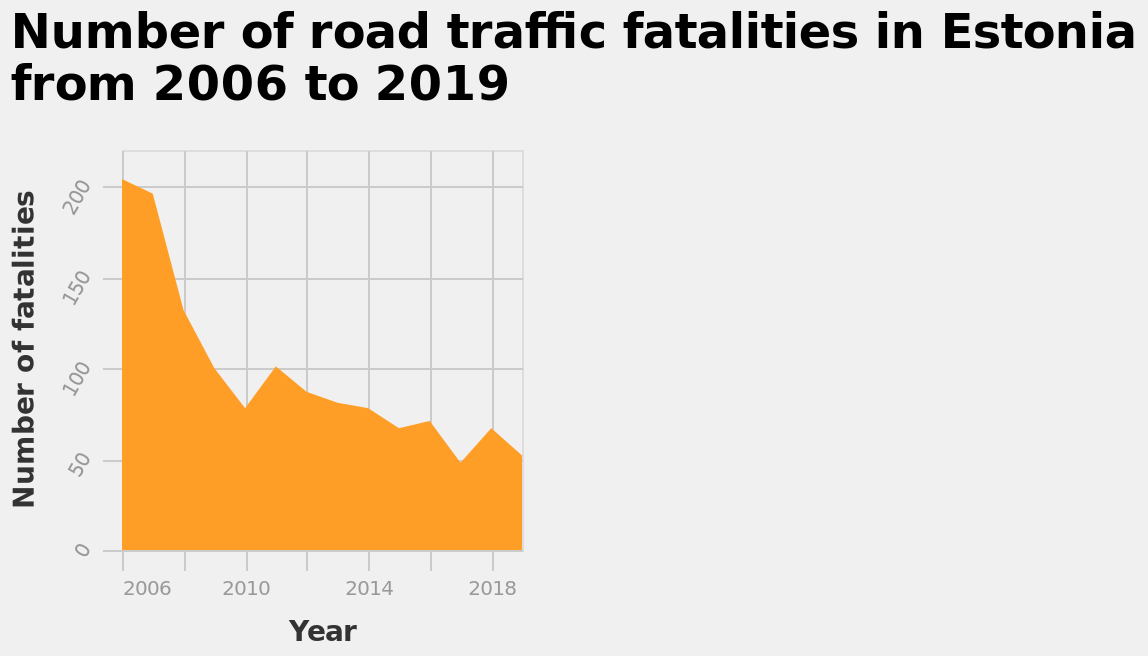 Number of road traffic fatalities in Estonia
from 2006 to 2019
Number of fatalities
200
150
100
50
0
2006 2010 2014 2018
Year